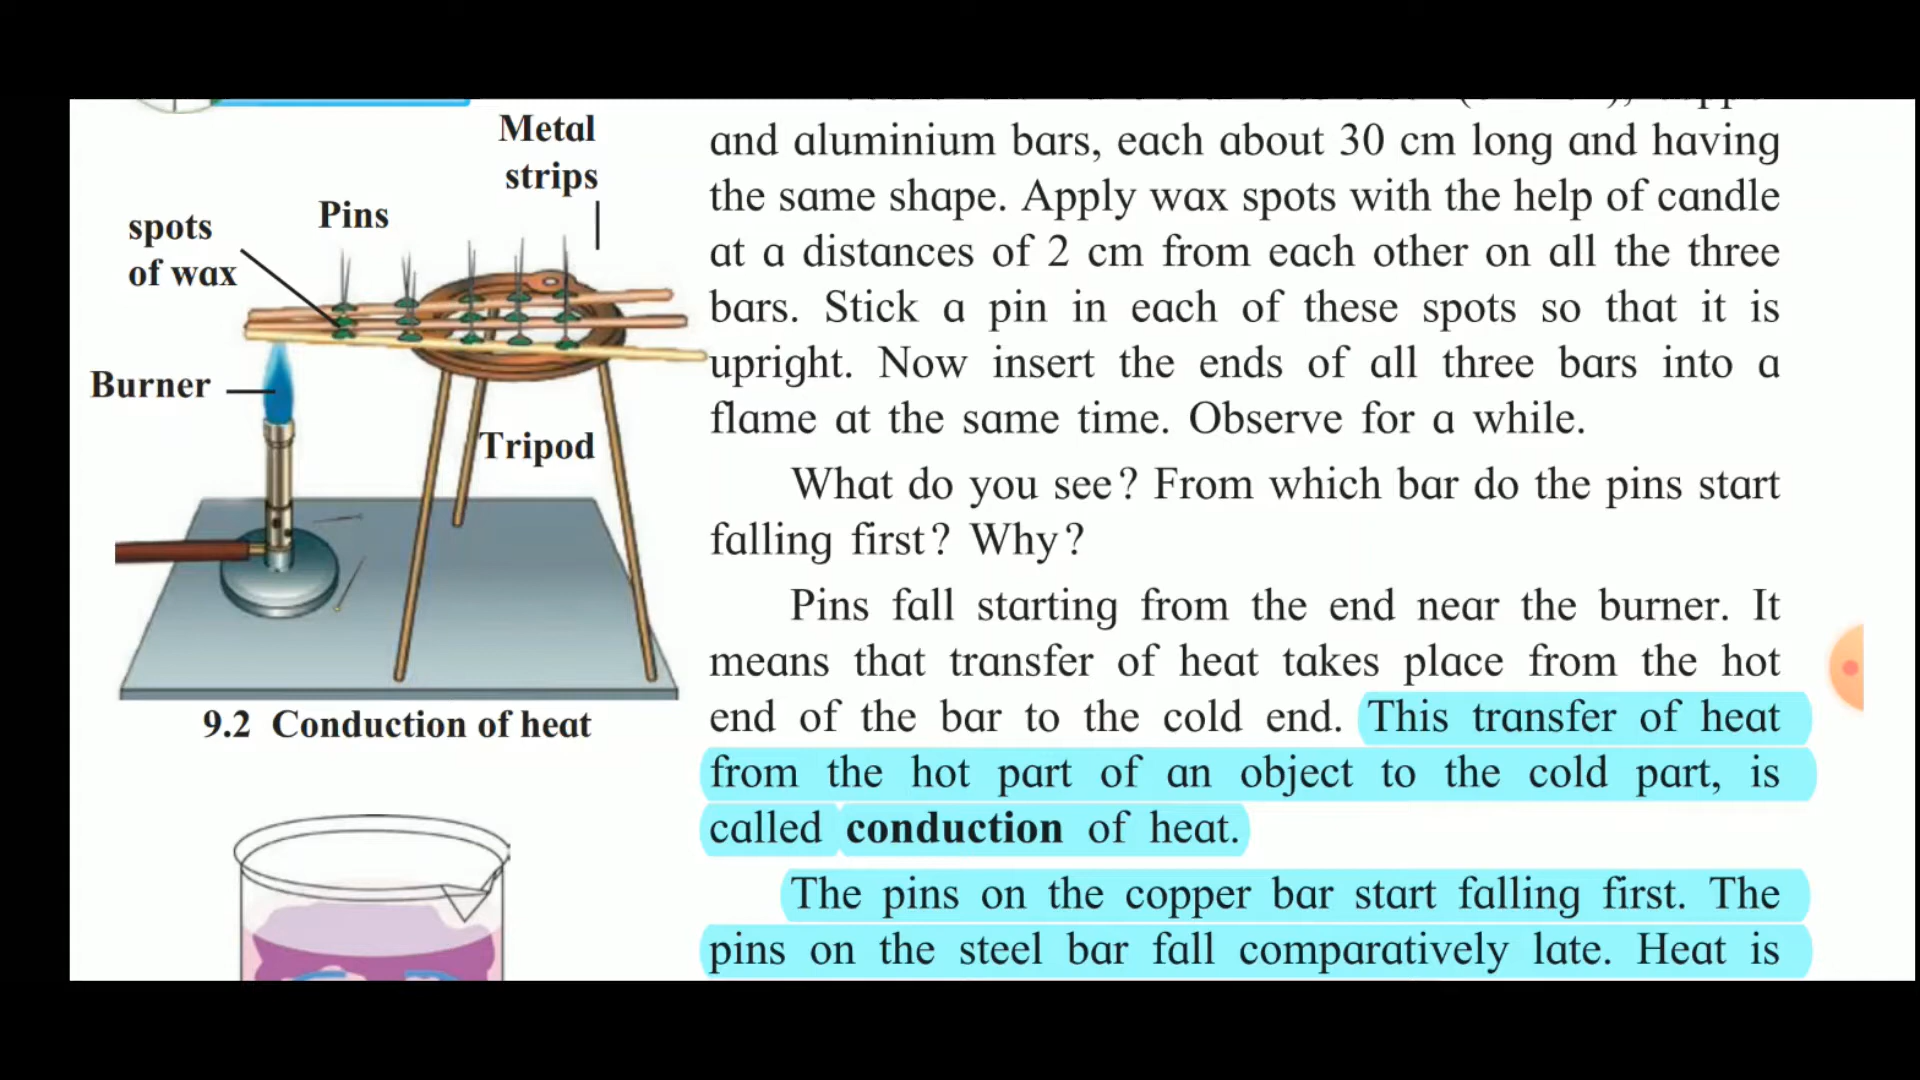 Metal
strips
Pins
spots
of wax
Burner
Tripod
9.2 Conduction of heat
and aluminium bars, each about 30 cm long and having
the same shape. Apply wax spots with the help of candle
at a distances of 2 cm from each other on all the three
bars. Stick a pin in each of these spots so that it is
upright. Now insert the ends of all three bars into a
flame at the same time. Observe for a while.
What do you see? From which bar do the pins start
falling first? Why?
Pins fall starting from the end near the burner. It
means that transfer of heat takes place from the hot
end of the bar to the cold end. This transfer of heat
from the hot part of an object to the cold part, is
called conduction of heat.
The pins on the copper bar start falling first. The
pins on the steel bar fall comparatively late. Heat is